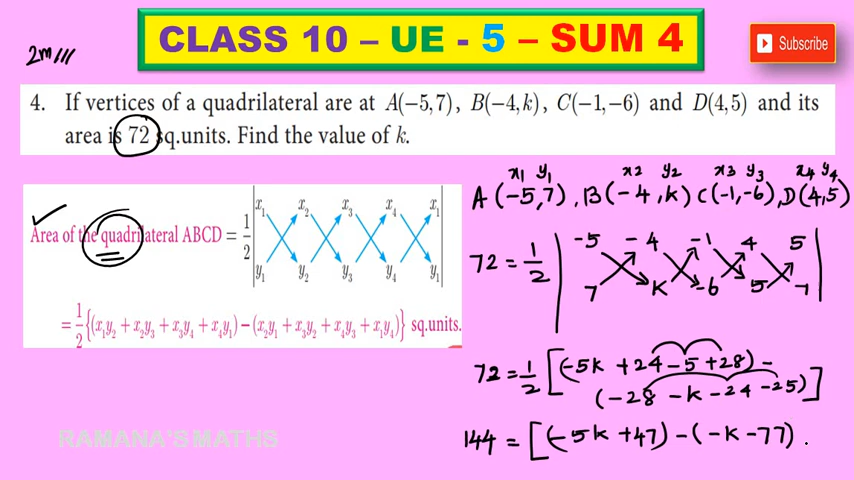 CLASS 10 – UE - 5 – SUM 4
Subscribe
2m
4. If vertices of a quadrilateral are at A(−5,7), B(−4,k), C(−1,−6) and D(4,5) and its
area is 72 sq.units. Find the value of k.
x1 y1 x2 y2 x3 y3 x4 y4
A (−5,7), B(−4,k) C(−1,−6), D(4,5)
x₁ x₂ x₃ x₄ x₁
Area of the quadrilateral ABCD = 1/2
y₁ y₂ y₃ y₄ y₁
= 1/2 {(x₁y₂ + x₂y₃ + x₃y₄ + x₄y₁) − (x₂y₁ + x₃y₂ + x₄y₃ + x₁y₄)} sq.units.
-5 -4 -1 4 5
72 = 1/2
7 k -6 5
72 = 1/2 [(-5k + 24 - 5 + 28) -
(-28 - k - 24 - 25)]
144 = [(-5k + 47) - (-k - 77)
RAMANA'S MATHS